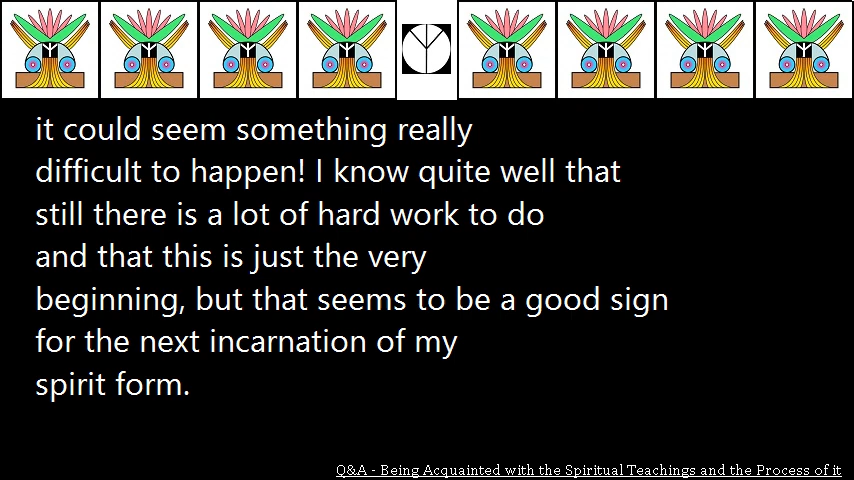 it could seem something really
difficult to happen! I know quite well that
still there is a lot of hard work to do
and that this is just the very
beginning, but that seems to be a good sign
for the next incarnation of my
spirit form.
Q&A - Being Acquainted with the Spiritual Teachings and the Process of it